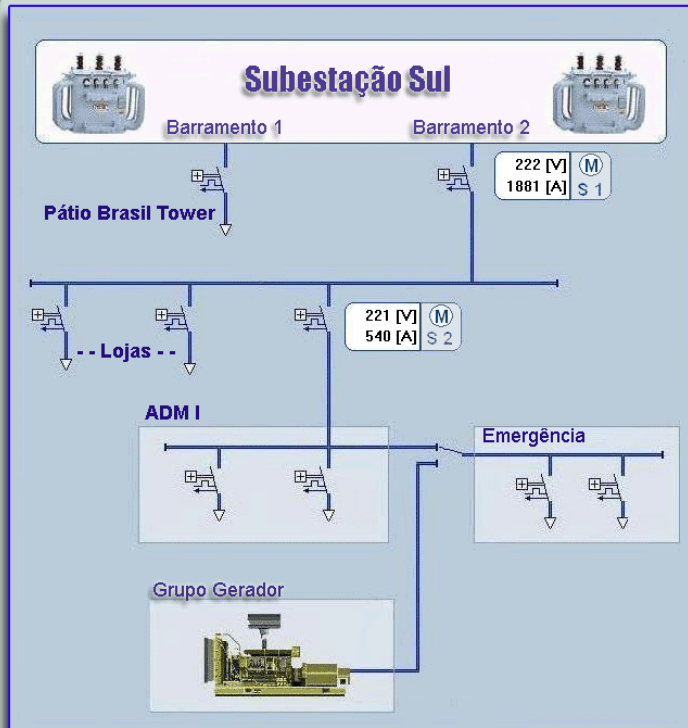 Subestação Sul
Barramento 1
Barramento 2
222 [V] M
1881 [A] S 1
Pátio Brasil Tower
221 [V] M
540 [A] S 2
- - Lojas - -
ADM I
Emergência
Grupo Gerador